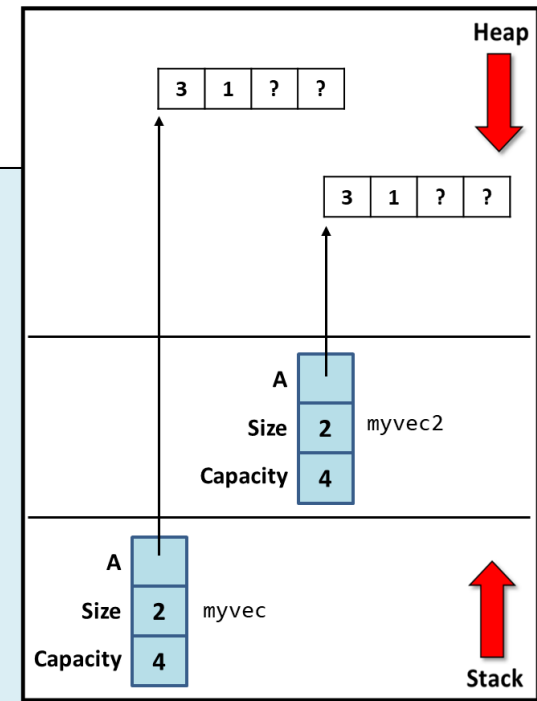 Heap
3 1 ? ?
3 1 ? ?
A
Size 2 myvec2
Capacity 4
A
Size 2 myvec
Capacity 4
Stack